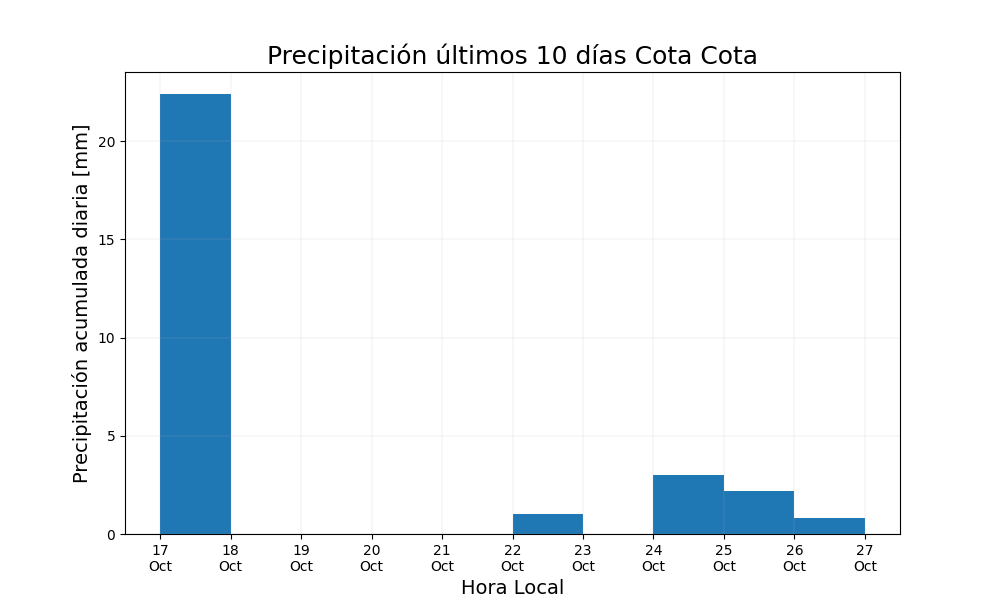 Precipitación últimos 10 días Cota Cota
Precipitación acumulada diaria [mm]
20
15
10
5
0
17 18 19 20 21 22 23 24 25 26 27
Oct Oct Oct Oct Oct Oct Oct Oct Oct Oct Oct
Hora Local